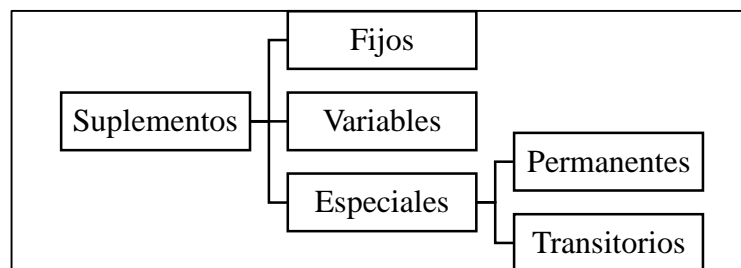 Fijos
Suplementos
Variables
Especiales
Permanentes
Transitorios